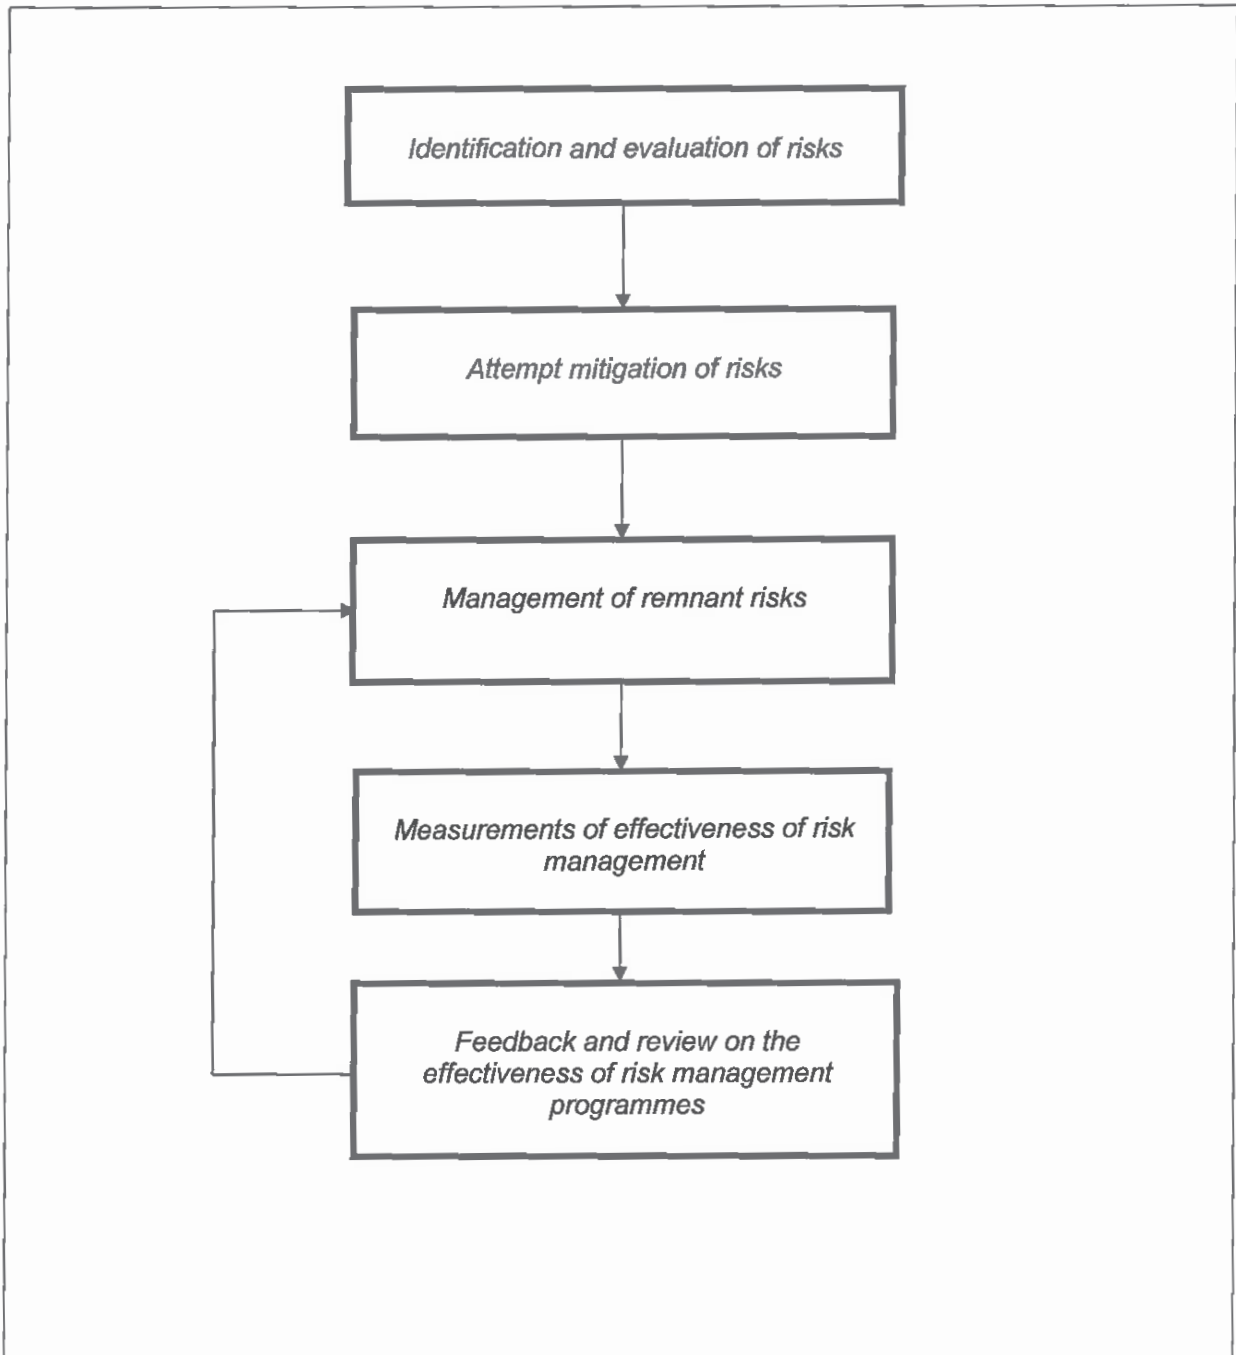 Identification and evaluation of risks
Attempt mitigation of risks
Management of remnant risks
Measurements of effectiveness of risk
management
Feedback and review on the
effectiveness of risk management
programmes